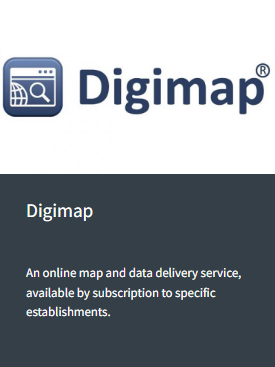 Digimap®
Digimap
An online map and data delivery service,
available by subscription to specific
establishments.